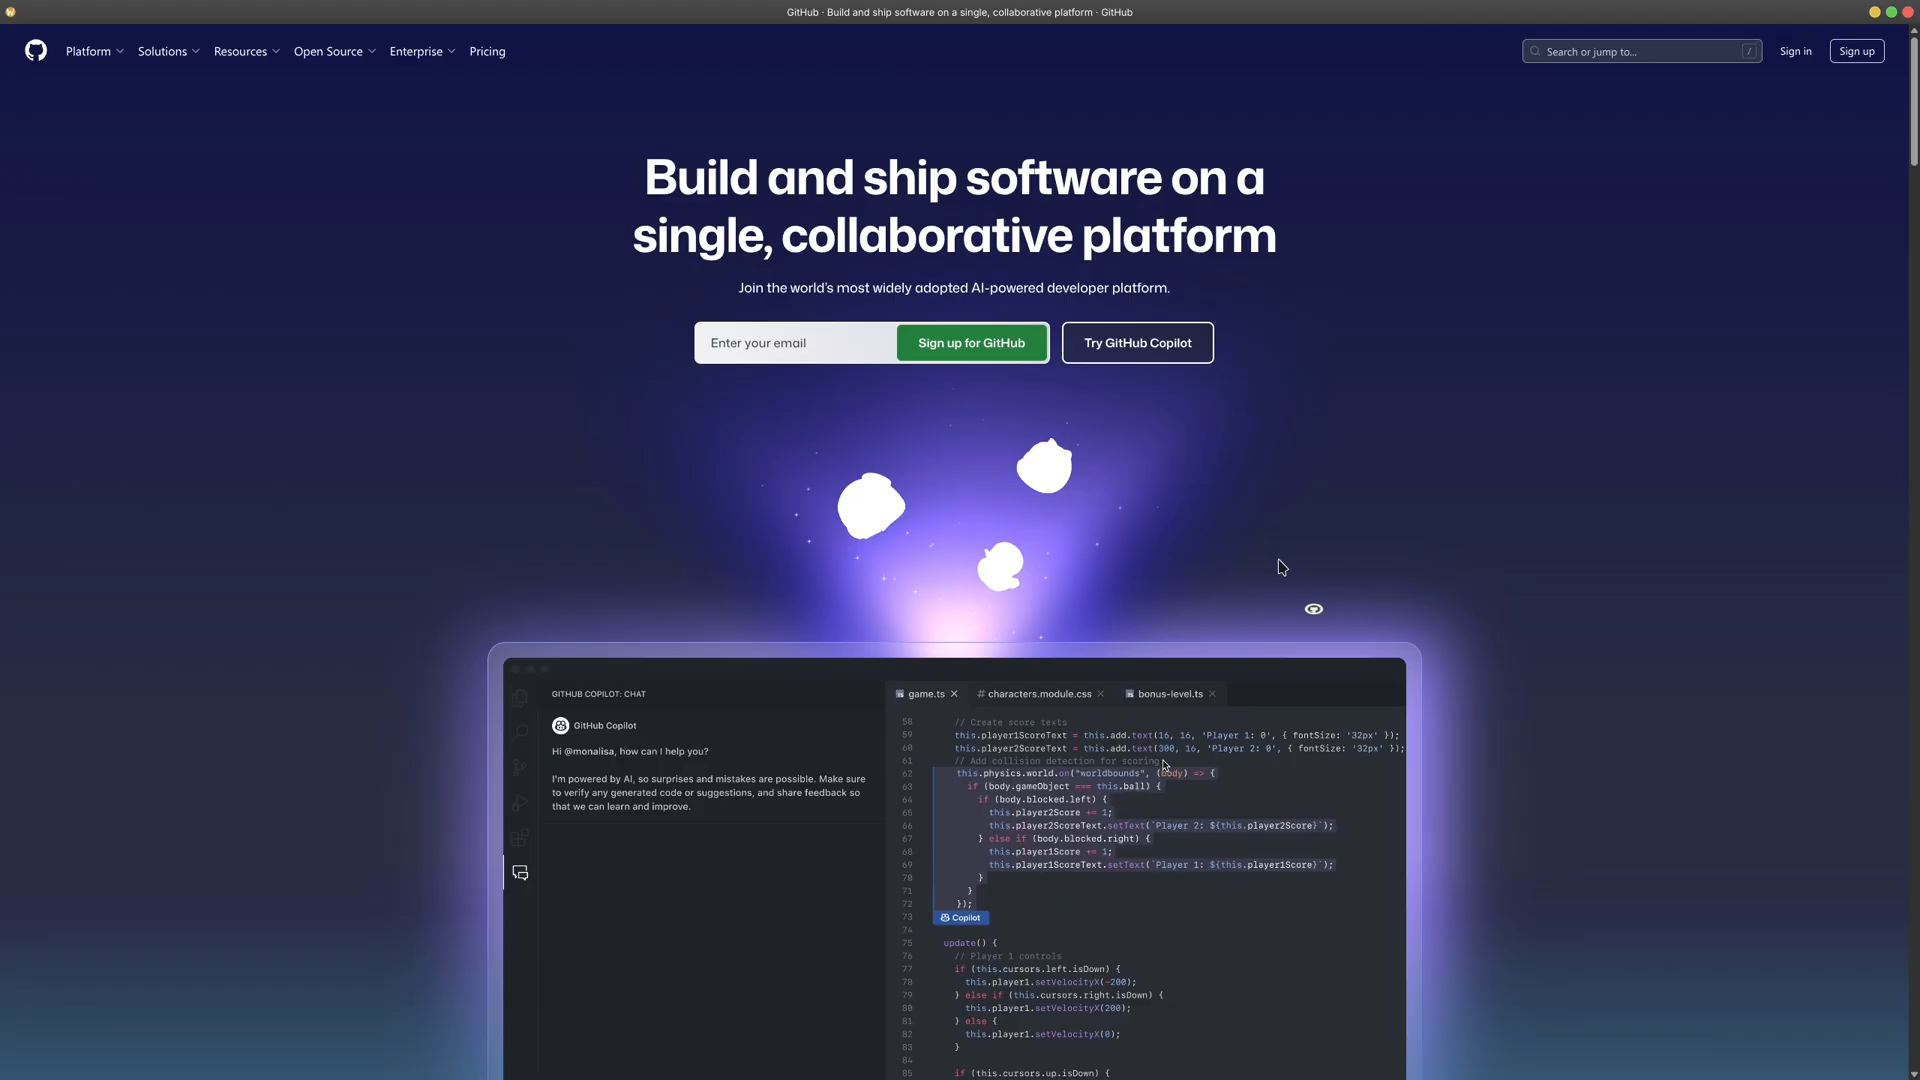 GitHub · Build and ship software on a single, collaborative platform · GitHub
Platform Solutions Resources Open Source Enterprise Pricing
Search or jump to... /
Sign in
Sign up
Build and ship software on a
single, collaborative platform
Join the world's most widely adopted AI-powered developer platform.
Enter your email
Sign up for GitHub
Try GitHub Copilot
GITHUB COPILOT: CHAT
GitHub Copilot
Hi @monalisa, how can I help you?
I'm powered by AI, so surprises and mistakes are possible. Make sure
to verify any generated code or suggestions, and share feedback so
that we can learn and improve.
game.ts # characters.module.css bonus-level.ts
58 // Create score texts
59 this.player1ScoreText = this.add.text(16, 16, 'Player 1: 0', { fontSize: '32px' });
60 this.player2ScoreText = this.add.text(300, 16, 'Player 2: 0', { fontSize: '32px' });
61 // Add collision detection for scoring
62 this.physics.world.on("worldbounds", (body) => {
63 if (body.gameObject === this.ball) {
64 if (body.blocked.left) {
65 this.player2Score += 1;
66 this.player2ScoreText.setText(`Player 2: ${this.player2Score}`);
67 } else if (body.blocked.right) {
68 this.player1Score += 1;
69 this.player1ScoreText.setText(`Player 1: ${this.player1Score}`);
70 }
71 }
72 });
73 Copilot
74
75 update() {
76 // Player 1 controls
77 if (this.cursors.left.isDown) {
78 this.player1.setVelocityX(-200);
79 } else if (this.cursors.right.isDown) {
80 this.player1.setVelocityX(200);
81 } else {
82 this.player1.setVelocityX(0);
83 }
84
85 if (this.cursors.up.isDown) {